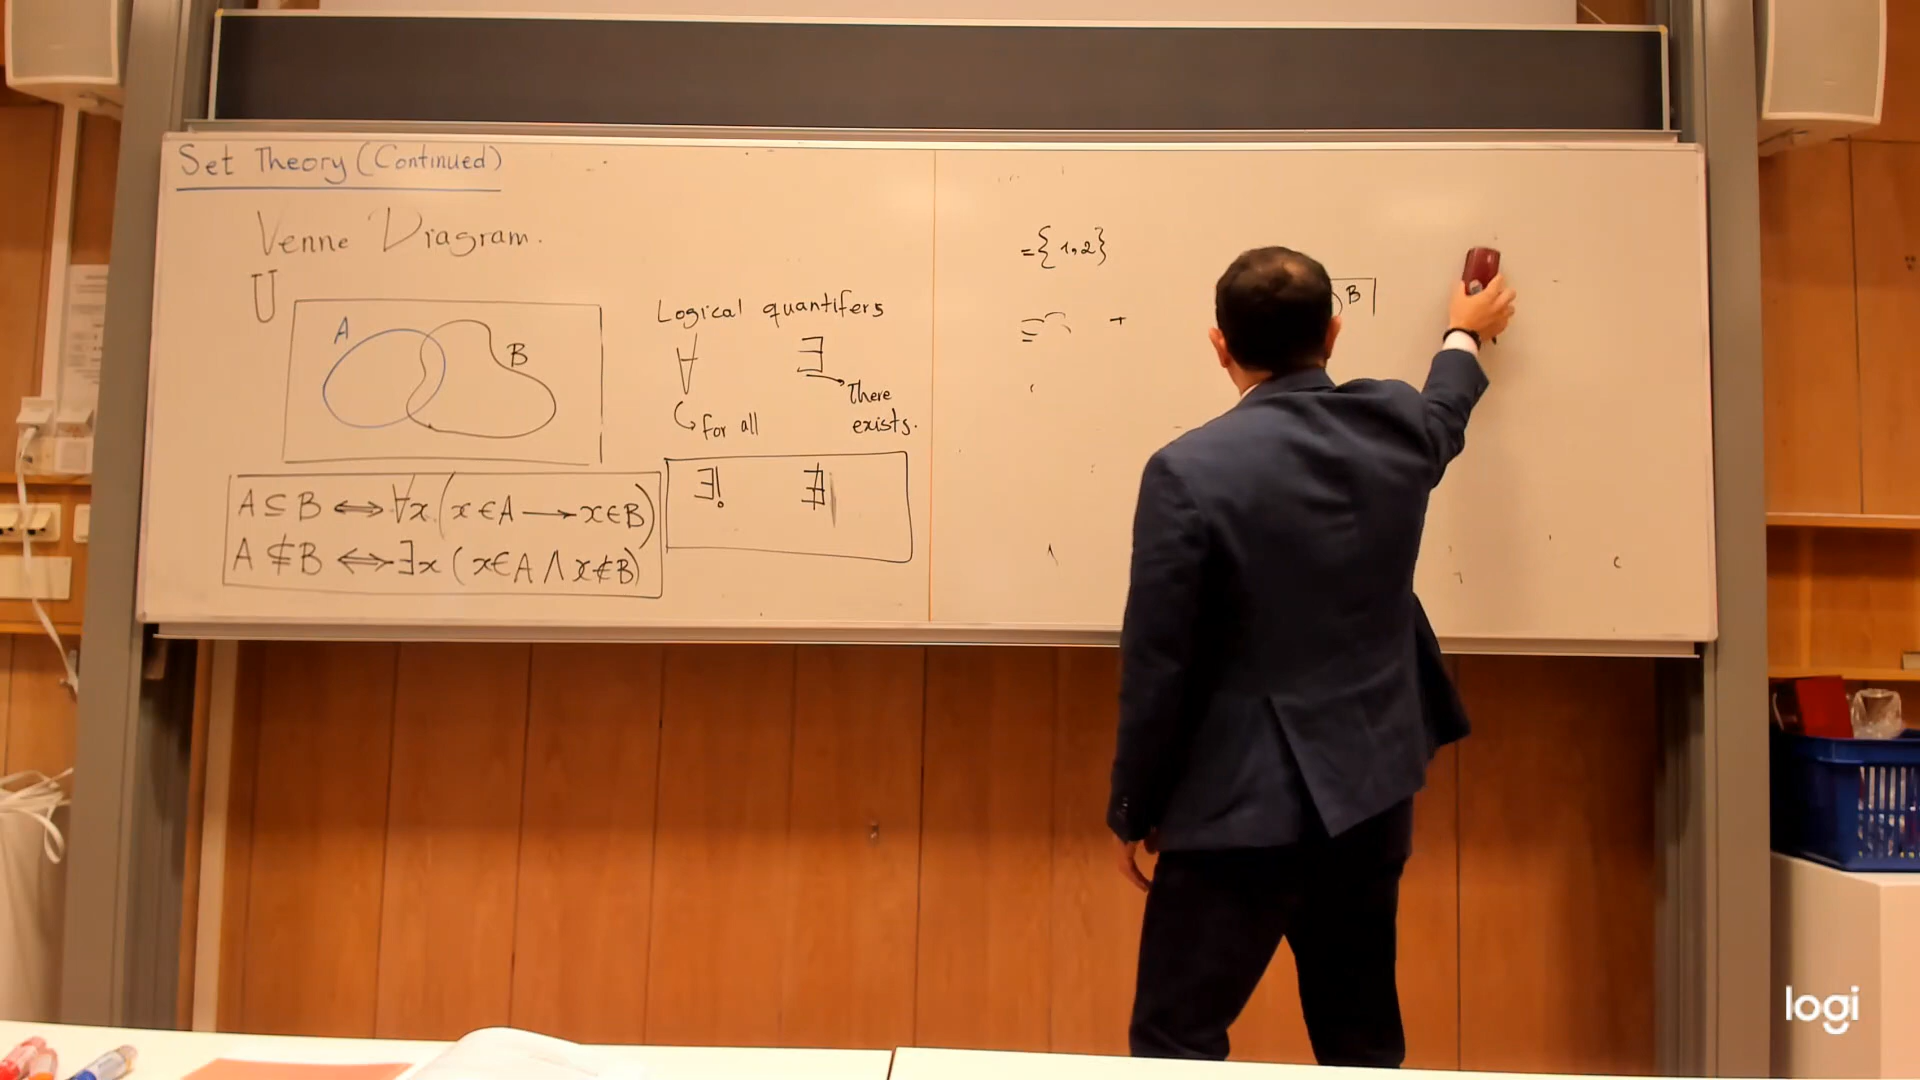 Set Theory (Continued)
Venne Diagram.
U
A
B
A ⊆ B ⟺ ∀x (x ∈ A ⟶ x ∈ B)
A ⊈ B ⟺ ∃x (x ∈ A ∧ x ∉ B)
Logical quantifers
∀
for all
∃
There
exists.
∃!
∄
= {1,2}
=
+
B
logi